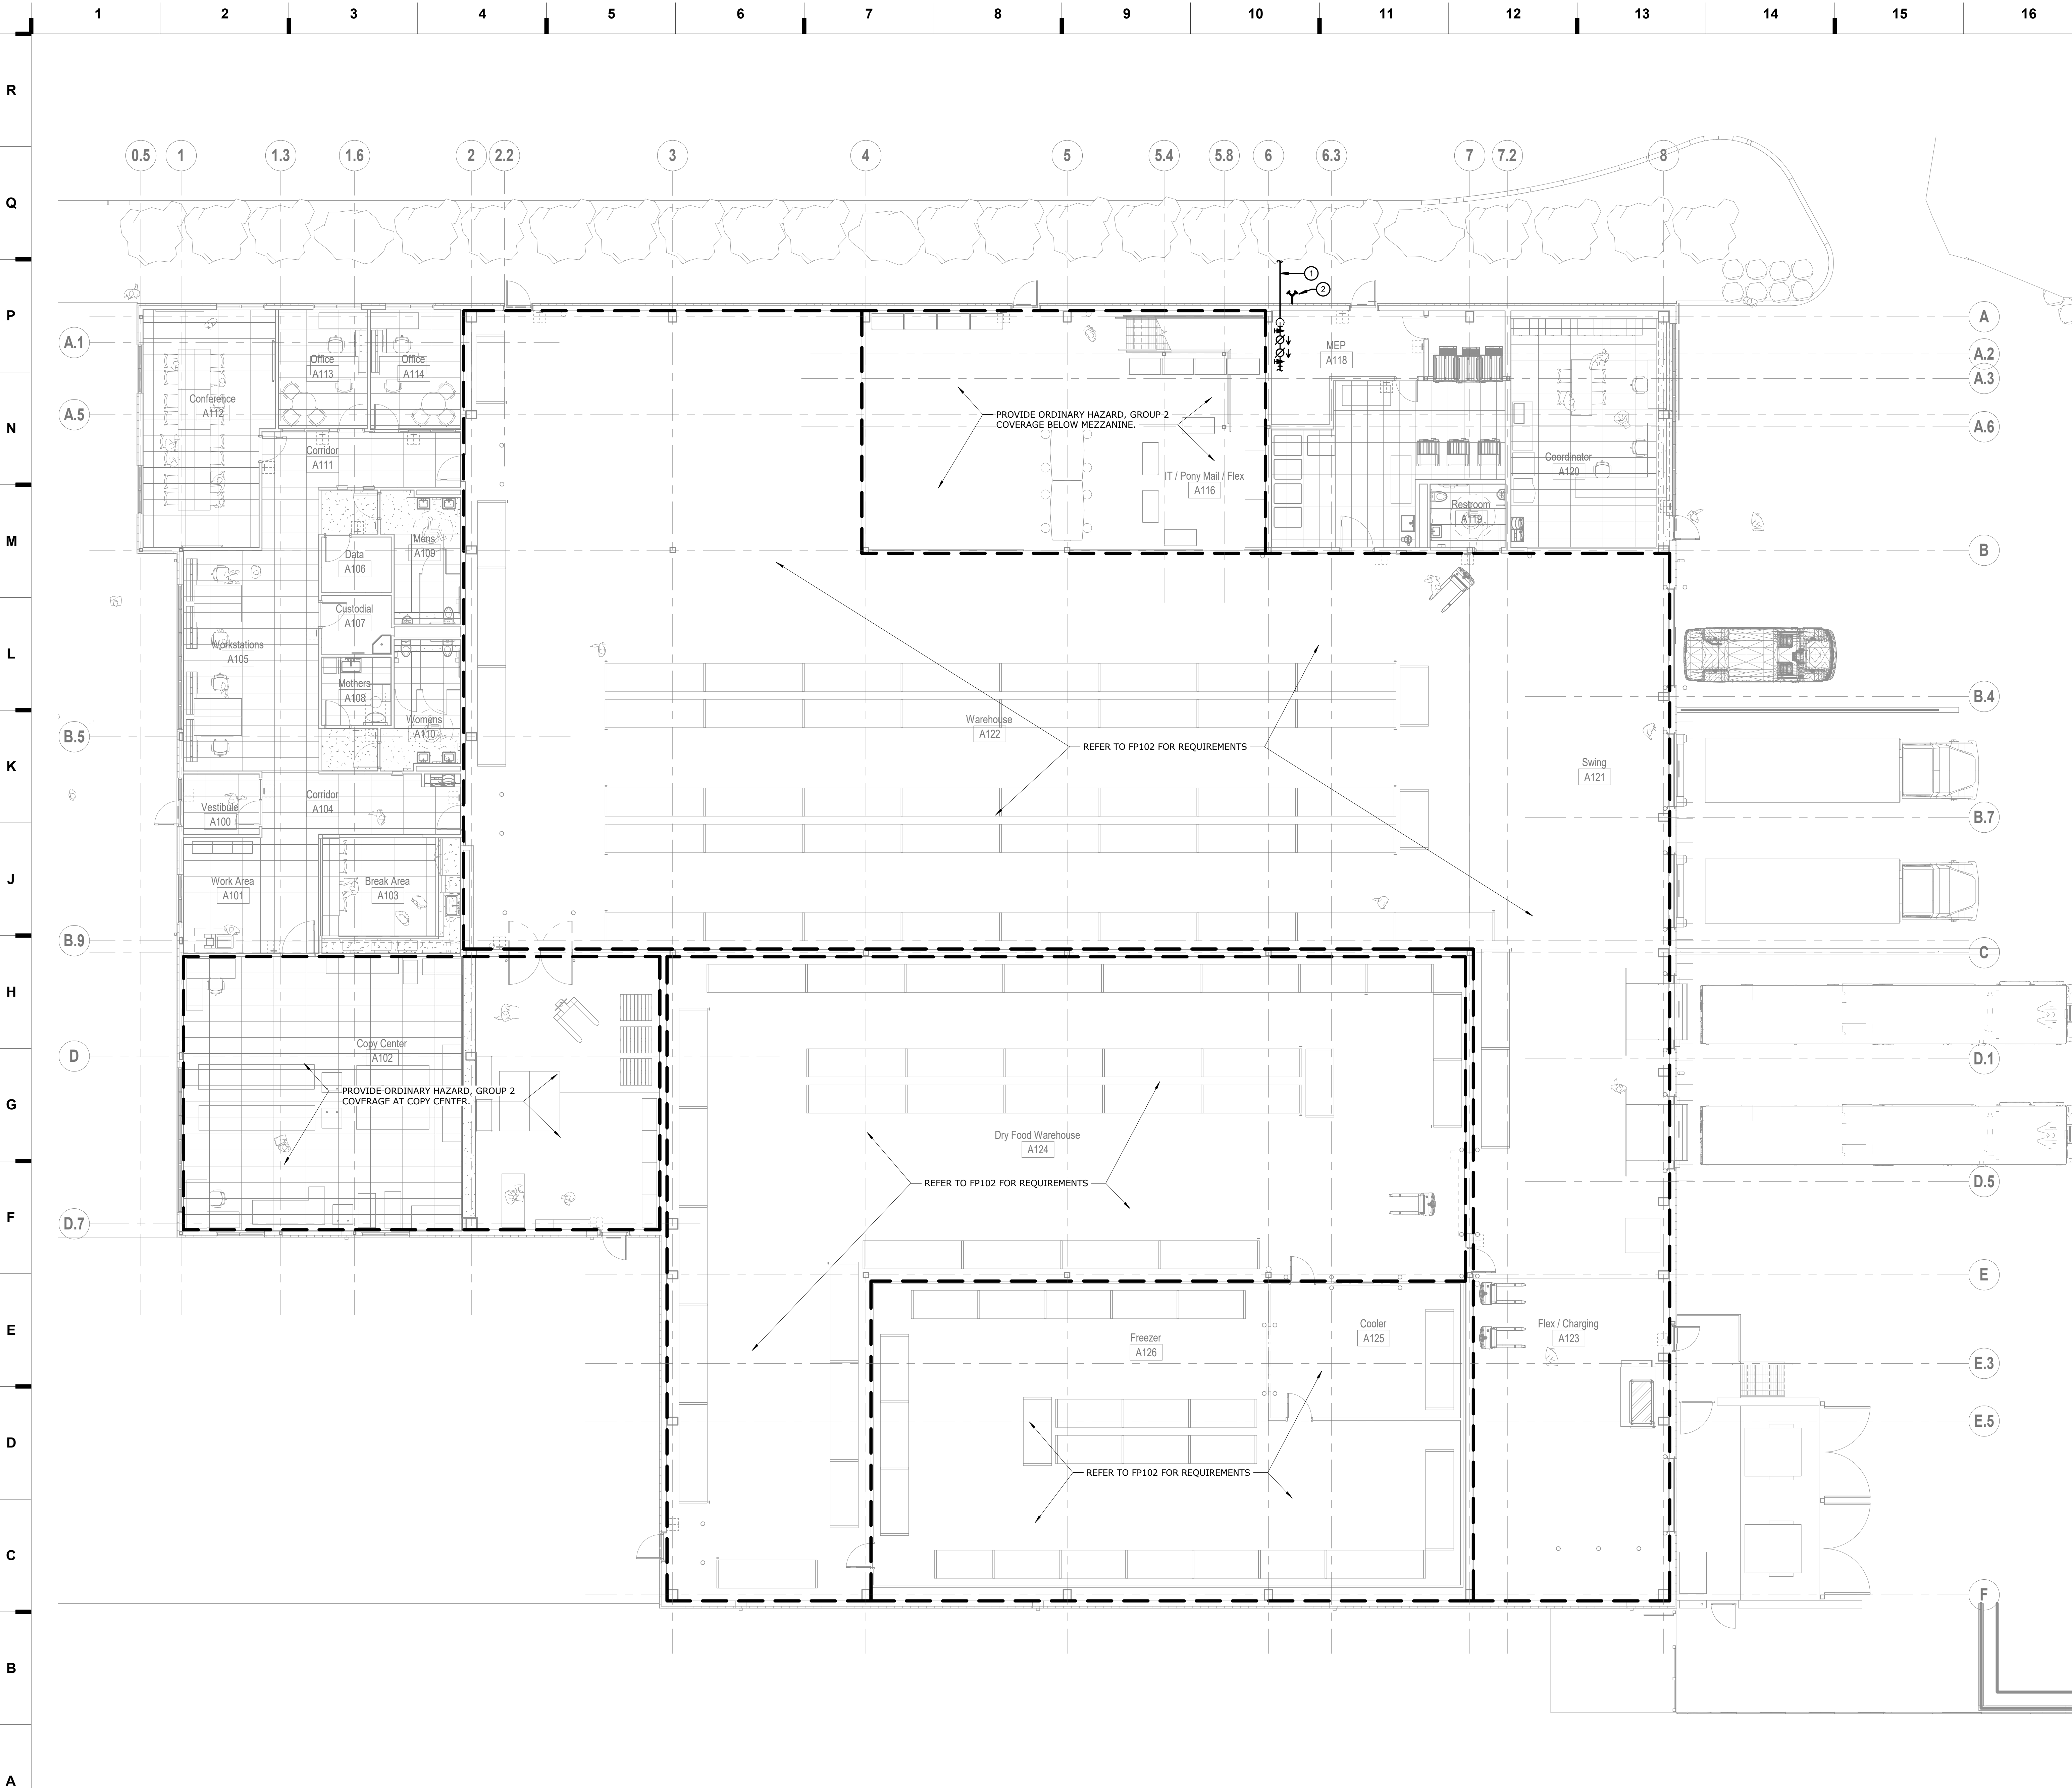 1 2 3 4 5 6 7 8 9 10 11 12 13 14 15 16
R
0.5 1 1.3 1.6 2 2.2 3 4 5 5.4 5.8 6 6.3 7 7.2 8
Q
1
2
P
A
A.1
MEP
A118
A.2
Office
A113
Office
A114
A.3
Conference
A112
A.5
PROVIDE ORDINARY HAZARD, GROUP 2
COVERAGE BELOW MEZZANINE.
N
A.6
Corridor
A111
Coordinator
A120
IT / Pony Mail / Flex
A116
Restroom
A119
M
Mens
A109
Data
A106
B
Custodial
A107
Workstations
A105
L
Mothers
A108
B.4
Womens
A110
Warehouse
A122
B.5
REFER TO FP102 FOR REQUIREMENTS
K
Swing
A121
Corridor
A104
Vestibule
A100
B.7
J
Work Area
A101
Break Area
A103
B.9
C
H
Copy Center
A102
D
D.1
PROVIDE ORDINARY HAZARD, GROUP 2
COVERAGE AT COPY CENTER.
G
Dry Food Warehouse
A124
REFER TO FP102 FOR REQUIREMENTS
D.5
F
D.7
E
E
Freezer
A126
Cooler
A125
Flex / Charging
A123
E.3
E.5
D
REFER TO FP102 FOR REQUIREMENTS
C
F
B
A